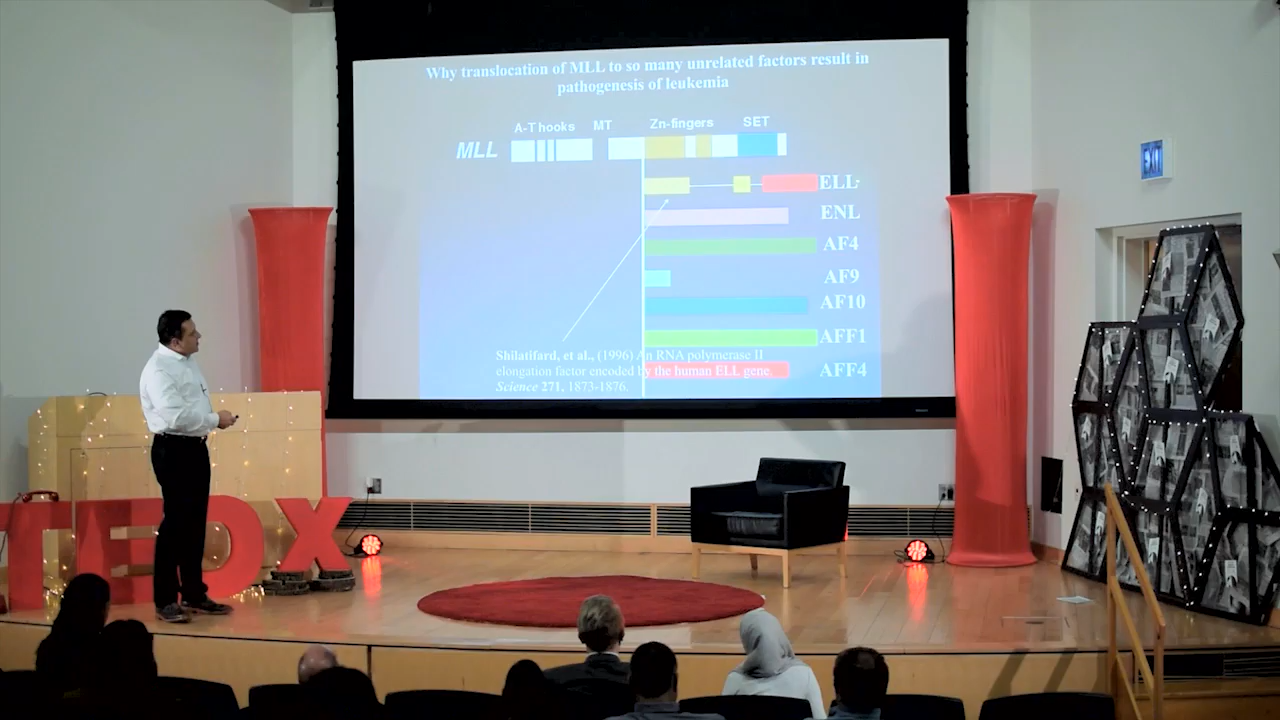 Why translocation of MLL to so many unrelated factors result in
pathogenesis of leukemia
A-T hooks MT Zn-fingers SET
MLL
ELL
ENL
AF4
AF9
AF10
AFF1
AFF4
Shilatifard, et al., (1996) An RNA polymerase II
elongation factor encoded by the human ELL gene.
Science 271, 1873-1876.
EXIT
TEDx